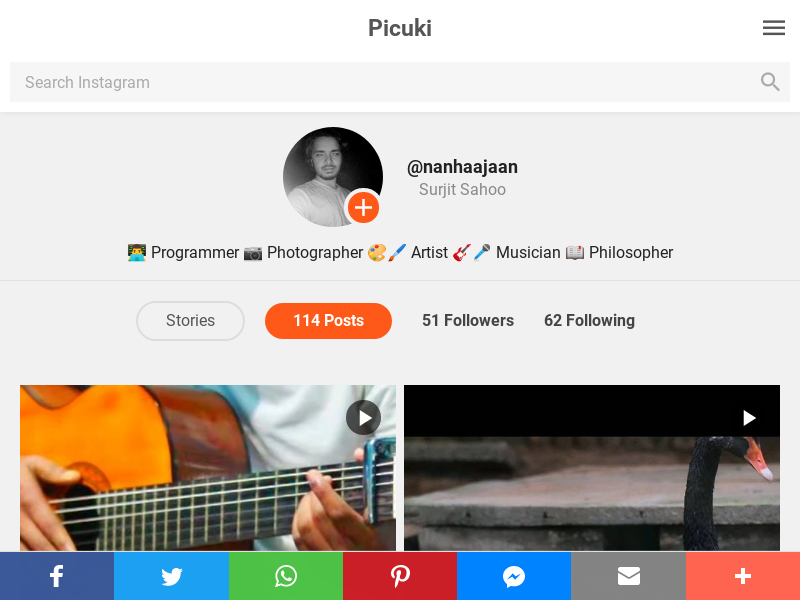 Picuki
Search Instagram
@nanhaajaan
Surjit Sahoo
👨‍💻 Programmer 📷 Photographer 🎨🖌️ Artist 🎸🎤 Musician 📖 Philosopher
Stories 114 Posts 51 Followers 62 Following